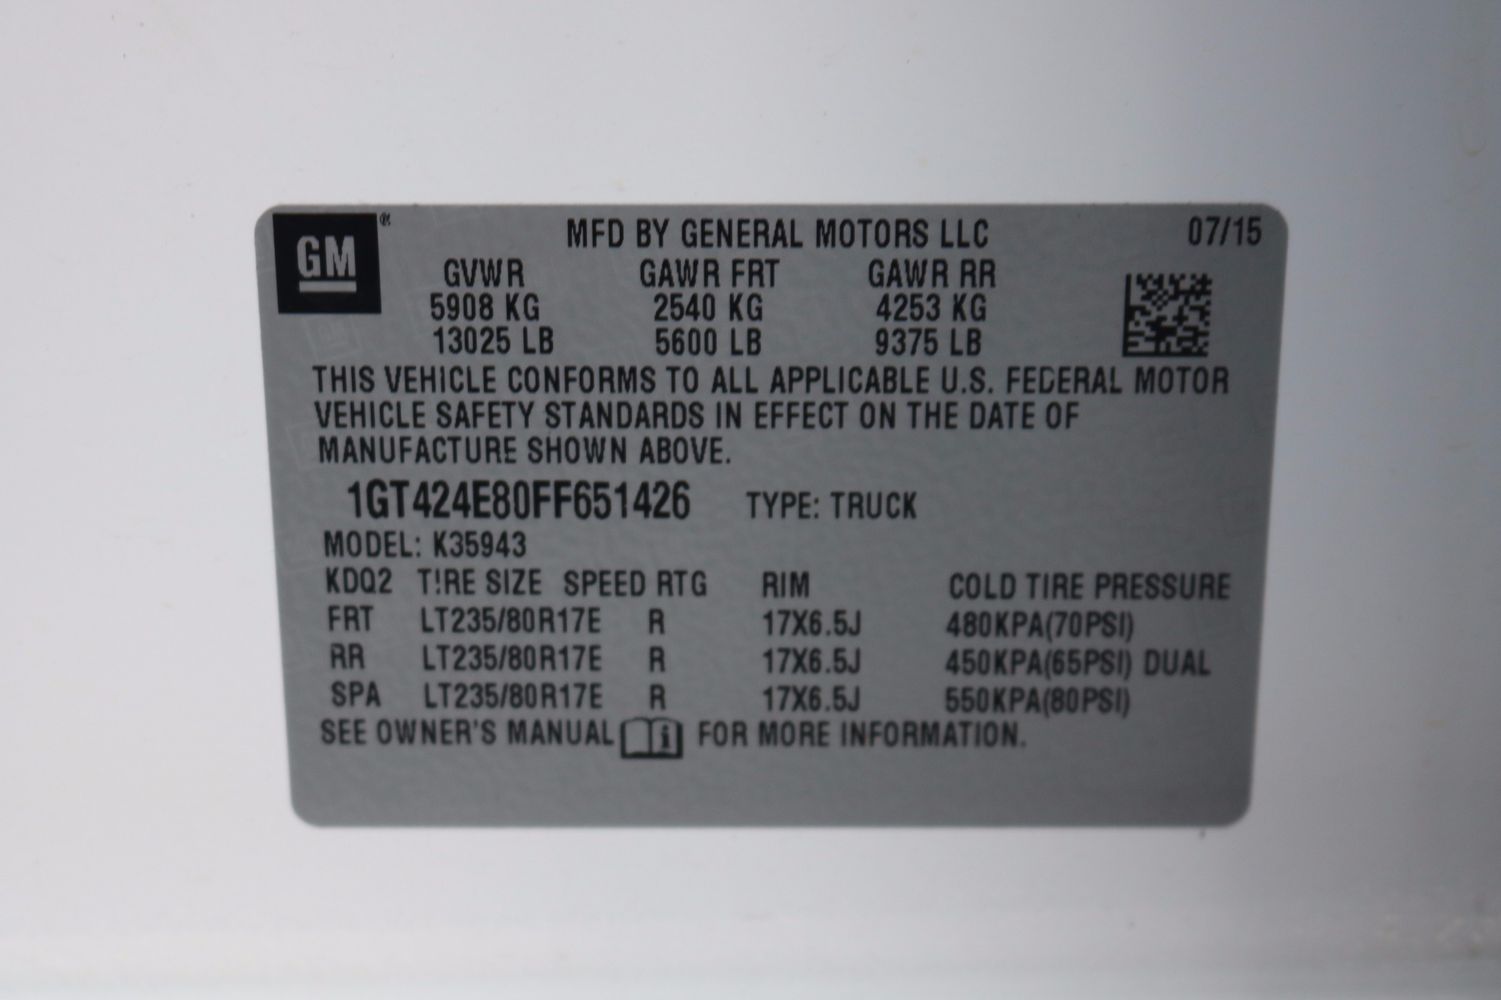 GM® MFD BY GENERAL MOTORS LLC 07/15
GVWR GAWR FRT GAWR RR
5908 KG 2540 KG 4253 KG
13025 LB 5600 LB 9375 LB
THIS VEHICLE CONFORMS TO ALL APPLICABLE U.S. FEDERAL MOTOR
VEHICLE SAFETY STANDARDS IN EFFECT ON THE DATE OF
MANUFACTURE SHOWN ABOVE.
1GT424E80FF651426 TYPE: TRUCK
MODEL: K35943
KDQ2 TIRE SIZE SPEED RTG RIM COLD TIRE PRESSURE
FRT LT235/80R17E R 17X6.5J 480KPA(70PSI)
RR LT235/80R17E R 17X6.5J 450KPA(65PSI) DUAL
SPA LT235/80R17E R 17X6.5J 550KPA(80PSI)
SEE OWNER'S MANUAL i FOR MORE INFORMATION.